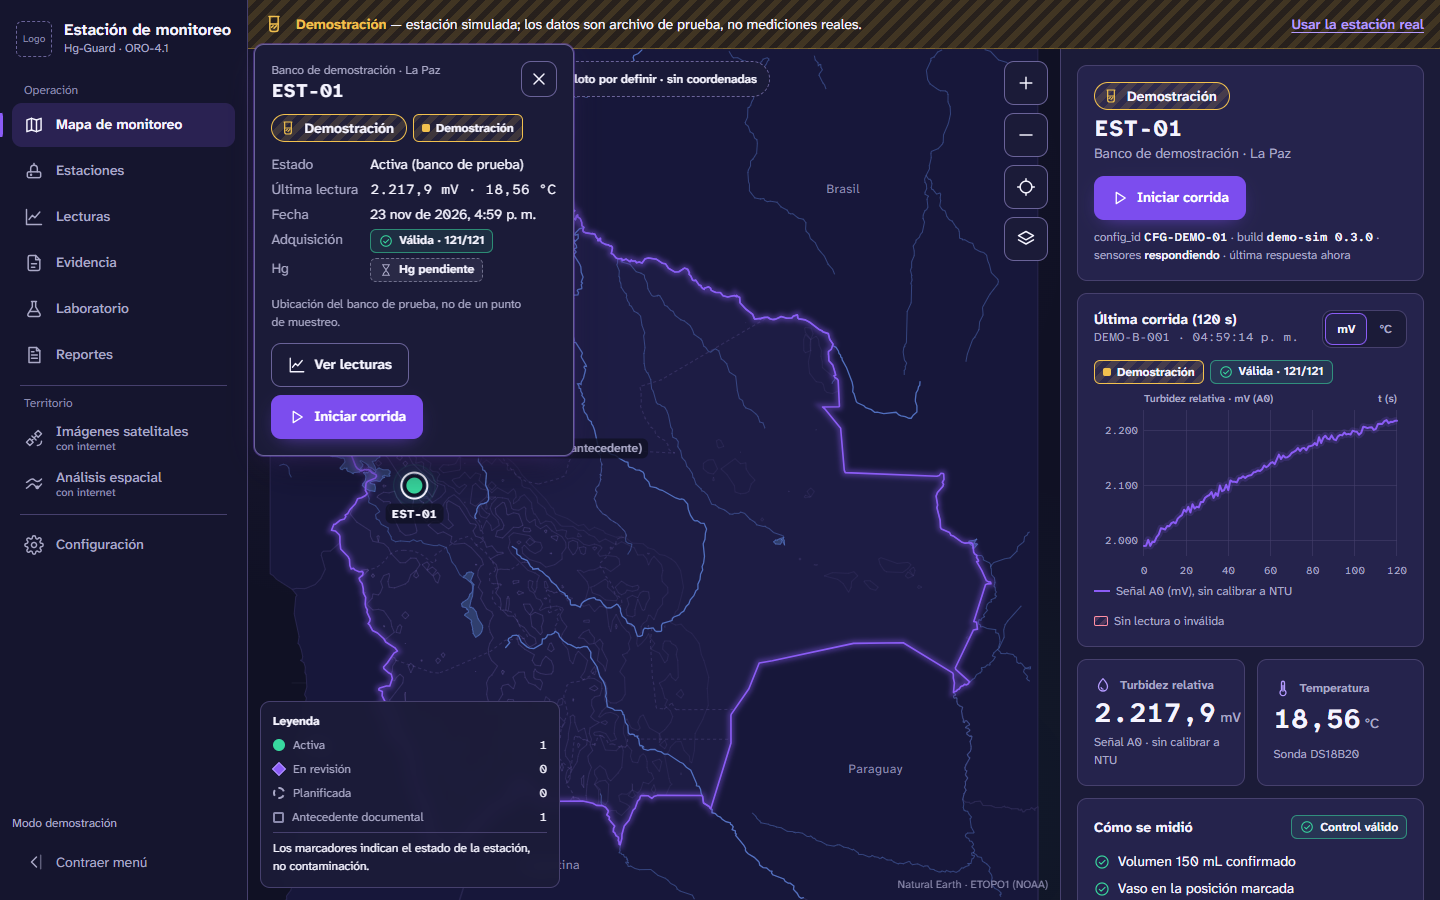 Logo
Estación de monitoreo
Hg-Guard · ORO-4.1
Operación
Mapa de monitoreo
Estaciones
Lecturas
Evidencia
Laboratorio
Reportes
Territorio
Imágenes satelitales
con internet
Análisis espacial
con internet
Configuración
Modo demostración
Contraer menú
Demostración — estación simulada; los datos son archivo de prueba, no mediciones reales.
Usar la estación real
Banco de demostración · La Paz
EST-01
Demostración
Demostración
Estado
Activa (banco de prueba)
Última lectura
2.217,9 mV · 18,56 °C
Fecha
23 nov de 2026, 4:59 p. m.
Adquisición
Válida · 121/121
Hg
Hg pendiente
Ubicación del banco de prueba, no de un punto
de muestreo.
Ver lecturas
Iniciar corrida
loto por definir · sin coordenadas
Brasil
antecedente)
EST-01
Paraguay
tina
Leyenda
Activa 1
En revisión 0
Planificada 0
Antecedente documental 1
Los marcadores indican el estado de la estación,
no contaminación.
Natural Earth · ETOPO1 (NOAA)
Demostración
EST-01
Banco de demostración · La Paz
Iniciar corrida
config_id CFG-DEMO-01 · build demo-sim 0.3.0 ·
sensores respondiendo · última respuesta ahora
Última corrida (120 s)
DEMO-B-001 · 04:59:14 p. m.
mV
°C
Demostración
Válida · 121/121
Turbidez relativa · mV (A0)
t (s)
2.200
2.100
2.000
0 20 40 60 80 100 120
Señal A0 (mV), sin calibrar a NTU
Sin lectura o inválida
Turbidez relativa
2.217,9 mV
Señal A0 · sin calibrar a
NTU
Temperatura
18,56 °C
Sonda DS18B20
Cómo se midió
Control válido
Volumen 150 mL confirmado
Vaso en la posición marcada